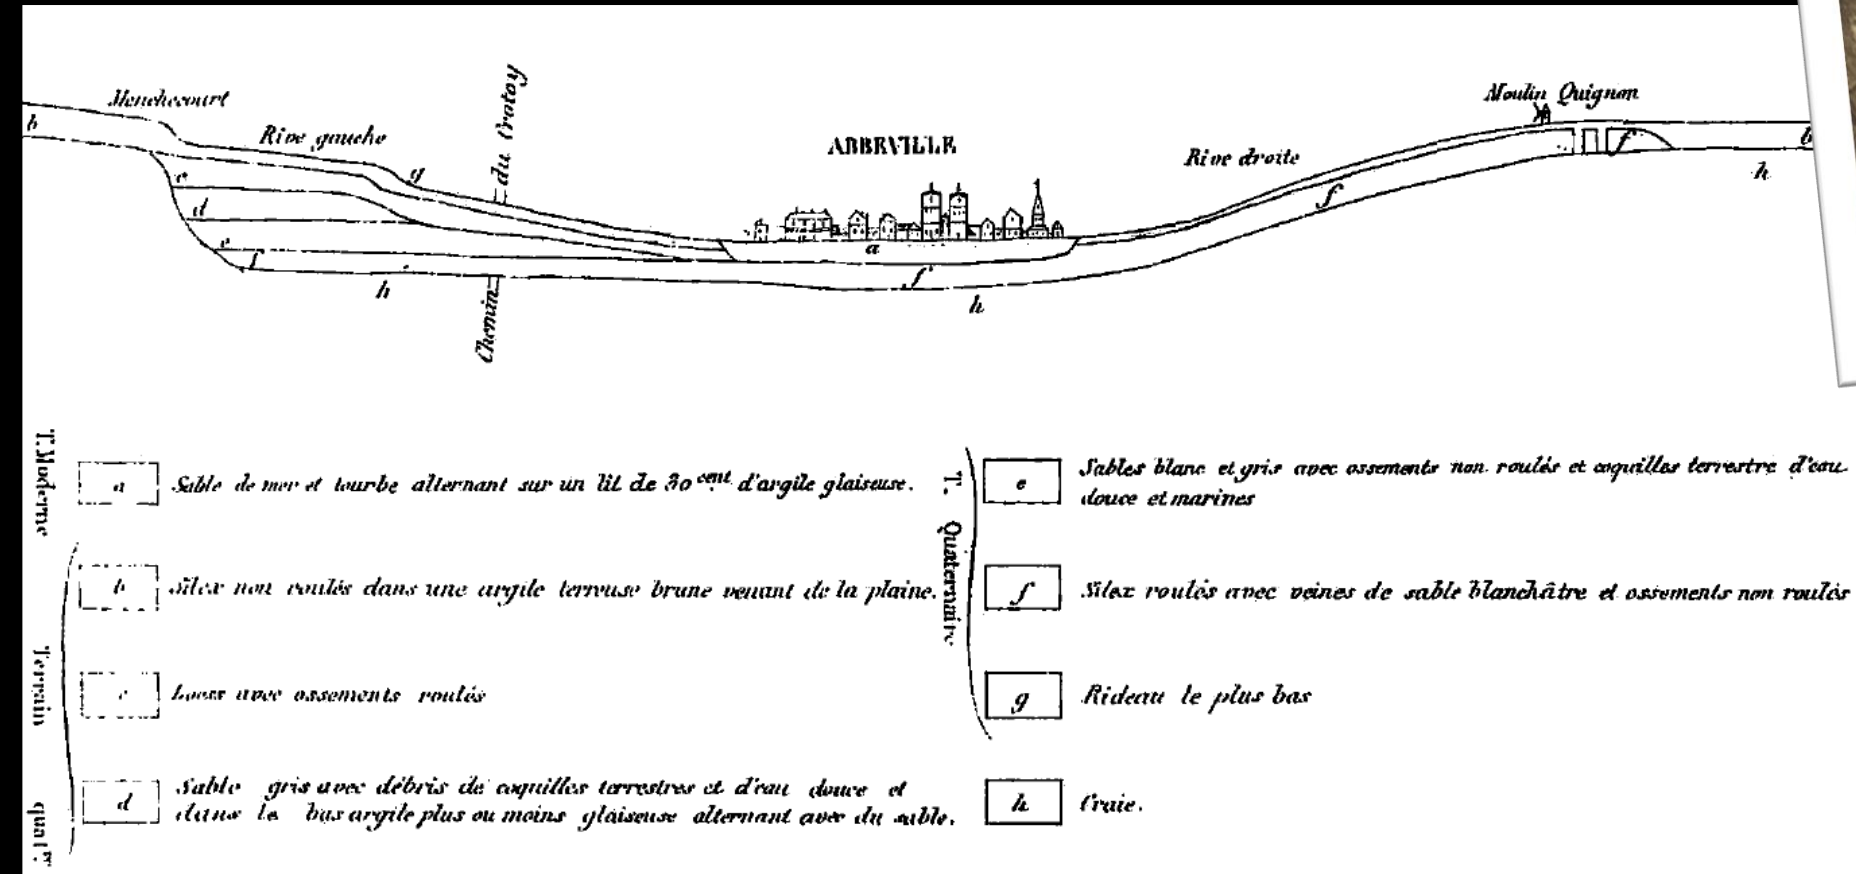 Menchecourt
Rive gauche
Chemin du Crotoy
ABBEVILLE
Rive droite
Moulin Quignon
b
c
d
e
f
g
h
a
f
h
f
f
b
h
T. Moderne
a Sable de mer et tourbe alternant sur un lit de 30 cent d'argile glaiseuse.
Terrain quat.re
b Silex non roulés dans une argile terreuse brune venant de la plaine.
c Loess avec ossements roulés
d Sable gris avec débris de coquilles terrestres et d'eau douce et
dans le bas argile plus ou moins glaiseuse alternant avec du sable.
T. Quaternaire
e Sables blanc et gris avec ossements non roulés et coquilles terrestre d'eau
douce et marines
f Silex roulés avec veines de sable blanchâtre et ossements non roulés
g Rideau le plus bas
h Craie.